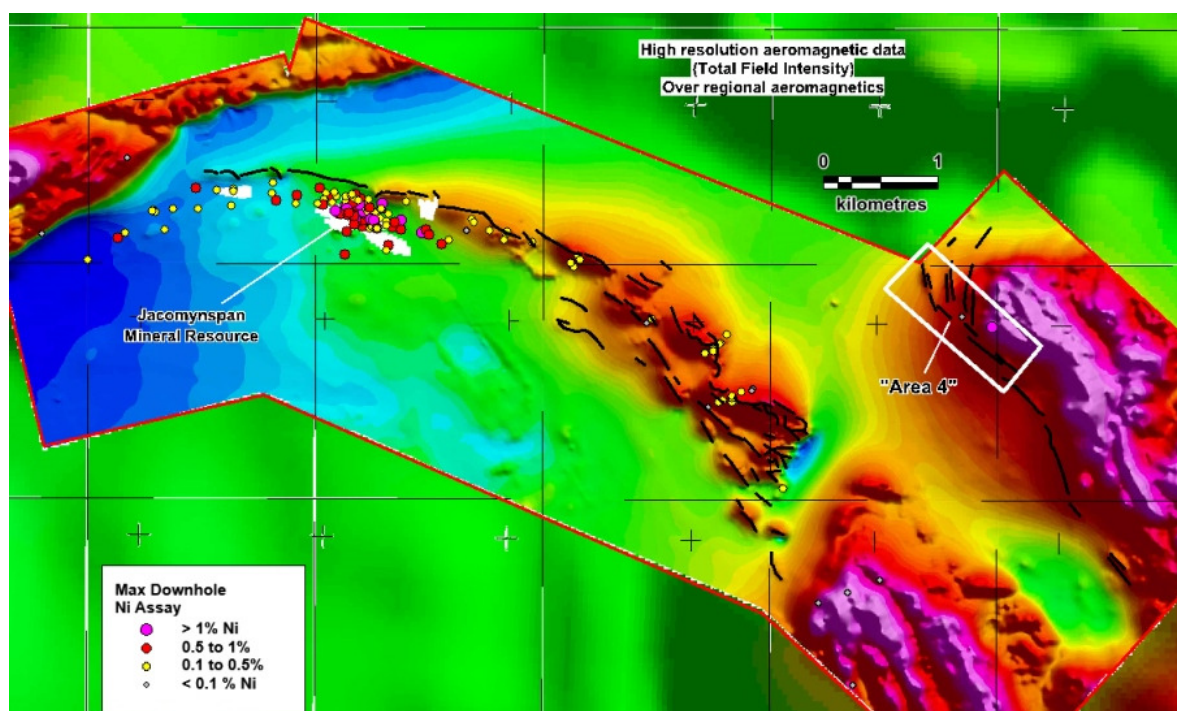 High resolution aeromagnetic data
(Total Field Intensity)
Over regional aeromagnetics
0 1
kilometres
Jacomynspan
Mineral Resource
"Area 4"
Max Downhole
Ni Assay
> 1% Ni
0.5 to 1%
0.1 to 0.5%
< 0.1 % Ni